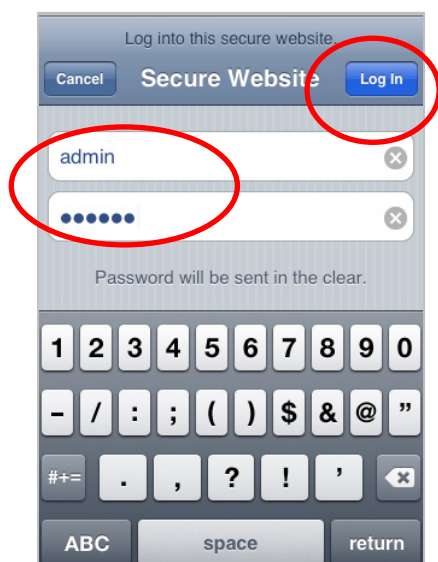 Log into this secure website.
Cancel Secure Website Log In
admin
●●●●●●
Password will be sent in the clear.
1 2 3 4 5 6 7 8 9 0
- / : ; ( ) $ & @ ”
#+= . , ? ! ’
ABC space return